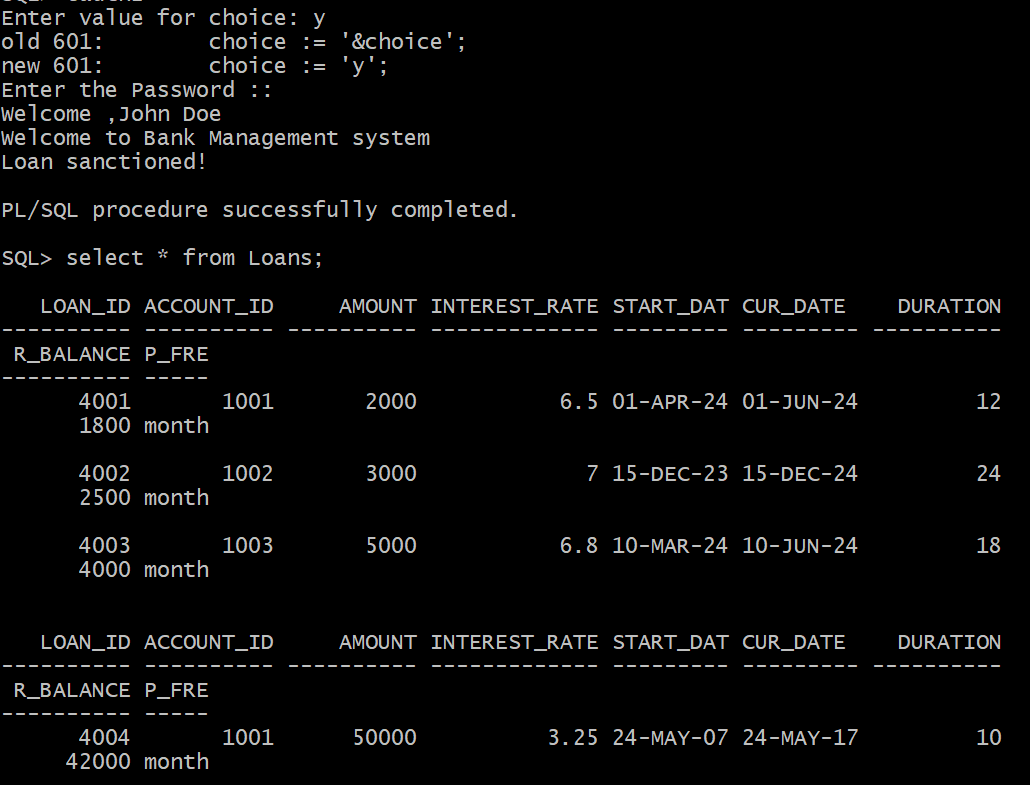 Enter value for choice: y
old 601:        choice := '&choice';
new 601:        choice := 'y';
Enter the Password ::
Welcome ,John Doe
Welcome to Bank Management system
Loan sanctioned!
PL/SQL procedure successfully completed.
SQL> select * from Loans;
   LOAN_ID ACCOUNT_ID     AMOUNT INTEREST_RATE START_DAT CUR_DATE    DURATION
---------- ---------- ---------- ------------- --------- --------- ----------
 R_BALANCE P_FRE
---------- -----
      4001       1001       2000           6.5 01-APR-24 01-JUN-24         12
      1800 month
      4002       1002       3000             7 15-DEC-23 15-DEC-24         24
      2500 month
      4003       1003       5000           6.8 10-MAR-24 10-JUN-24         18
      4000 month
   LOAN_ID ACCOUNT_ID     AMOUNT INTEREST_RATE START_DAT CUR_DATE    DURATION
---------- ---------- ---------- ------------- --------- --------- ----------
 R_BALANCE P_FRE
---------- -----
      4004       1001      50000          3.25 24-MAY-07 24-MAY-17         10
     42000 month